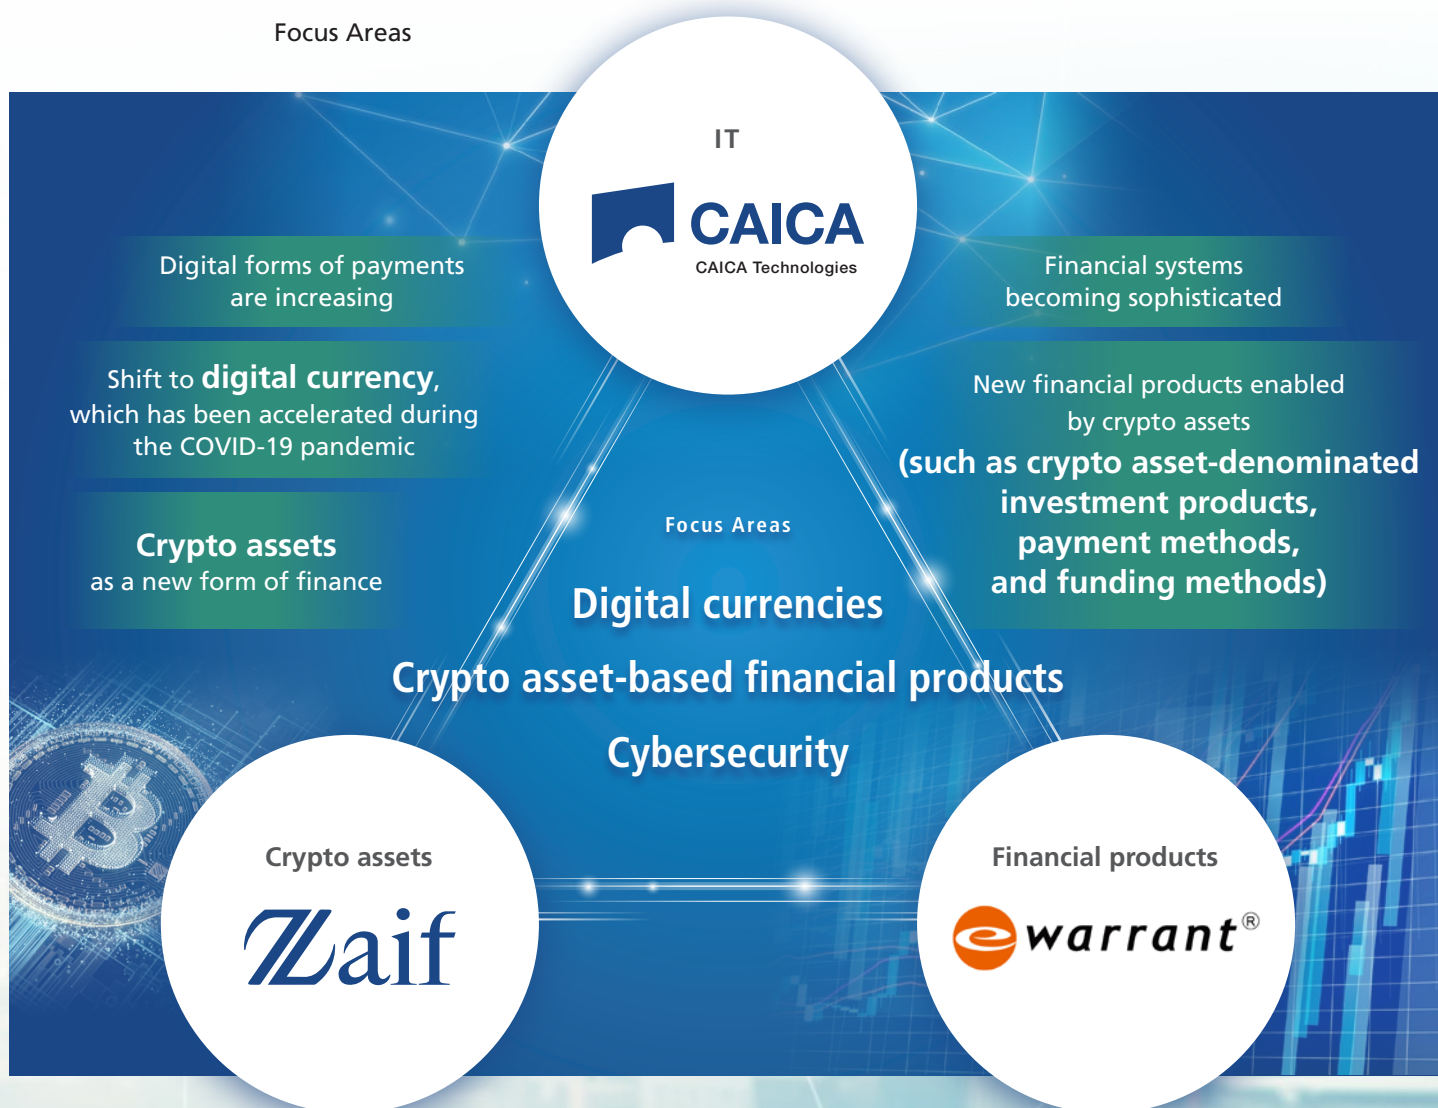 Focus Areas
IT
CAICA
CAICA Technologies
Digital forms of payments
are increasing
Shift to digital currency,
which has been accelerated during
the COVID-19 pandemic
Crypto assets
as a new form of finance
Financial systems
becoming sophisticated
New financial products enabled
by crypto assets
(such as crypto asset-denominated
investment products,
payment methods,
and funding methods)
Focus Areas
Digital currencies
Crypto asset-based financial products
Cybersecurity
Crypto assets
Zaif
Financial products
e warrant®